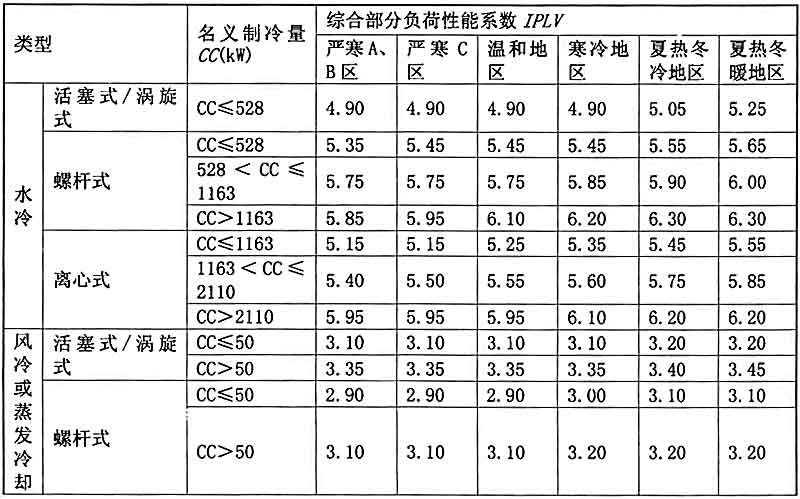 类型
名义制冷量
CC(kW)
综合部分负荷性能系数 IPLV
严寒A、
B区
严寒C
区
温和地
区
寒冷地
区
夏热冬
冷地区
夏热冬
暖地区
水冷
活塞式/涡旋
式
CC≤528 4.90 4.90 4.90 4.90 5.05 5.25
螺杆式
CC≤528 5.35 5.45 5.45 5.45 5.55 5.65
528<CC≤
1163
5.75 5.75 5.75 5.85 5.90 6.00
CC>1163 5.85 5.95 6.10 6.20 6.30 6.30
离心式
CC≤1163 5.15 5.15 5.25 5.35 5.45 5.55
1163<CC≤
2110
5.40 5.50 5.55 5.60 5.75 5.85
CC>2110 5.95 5.95 5.95 6.10 6.20 6.20
风冷或蒸发冷却
活塞式/涡旋
式
CC≤50 3.10 3.10 3.10 3.10 3.20 3.20
CC>50 3.35 3.35 3.35 3.35 3.40 3.45
螺杆式
CC≤50 2.90 2.90 2.90 3.00 3.10 3.10
CC>50 3.10 3.10 3.10 3.20 3.20 3.20